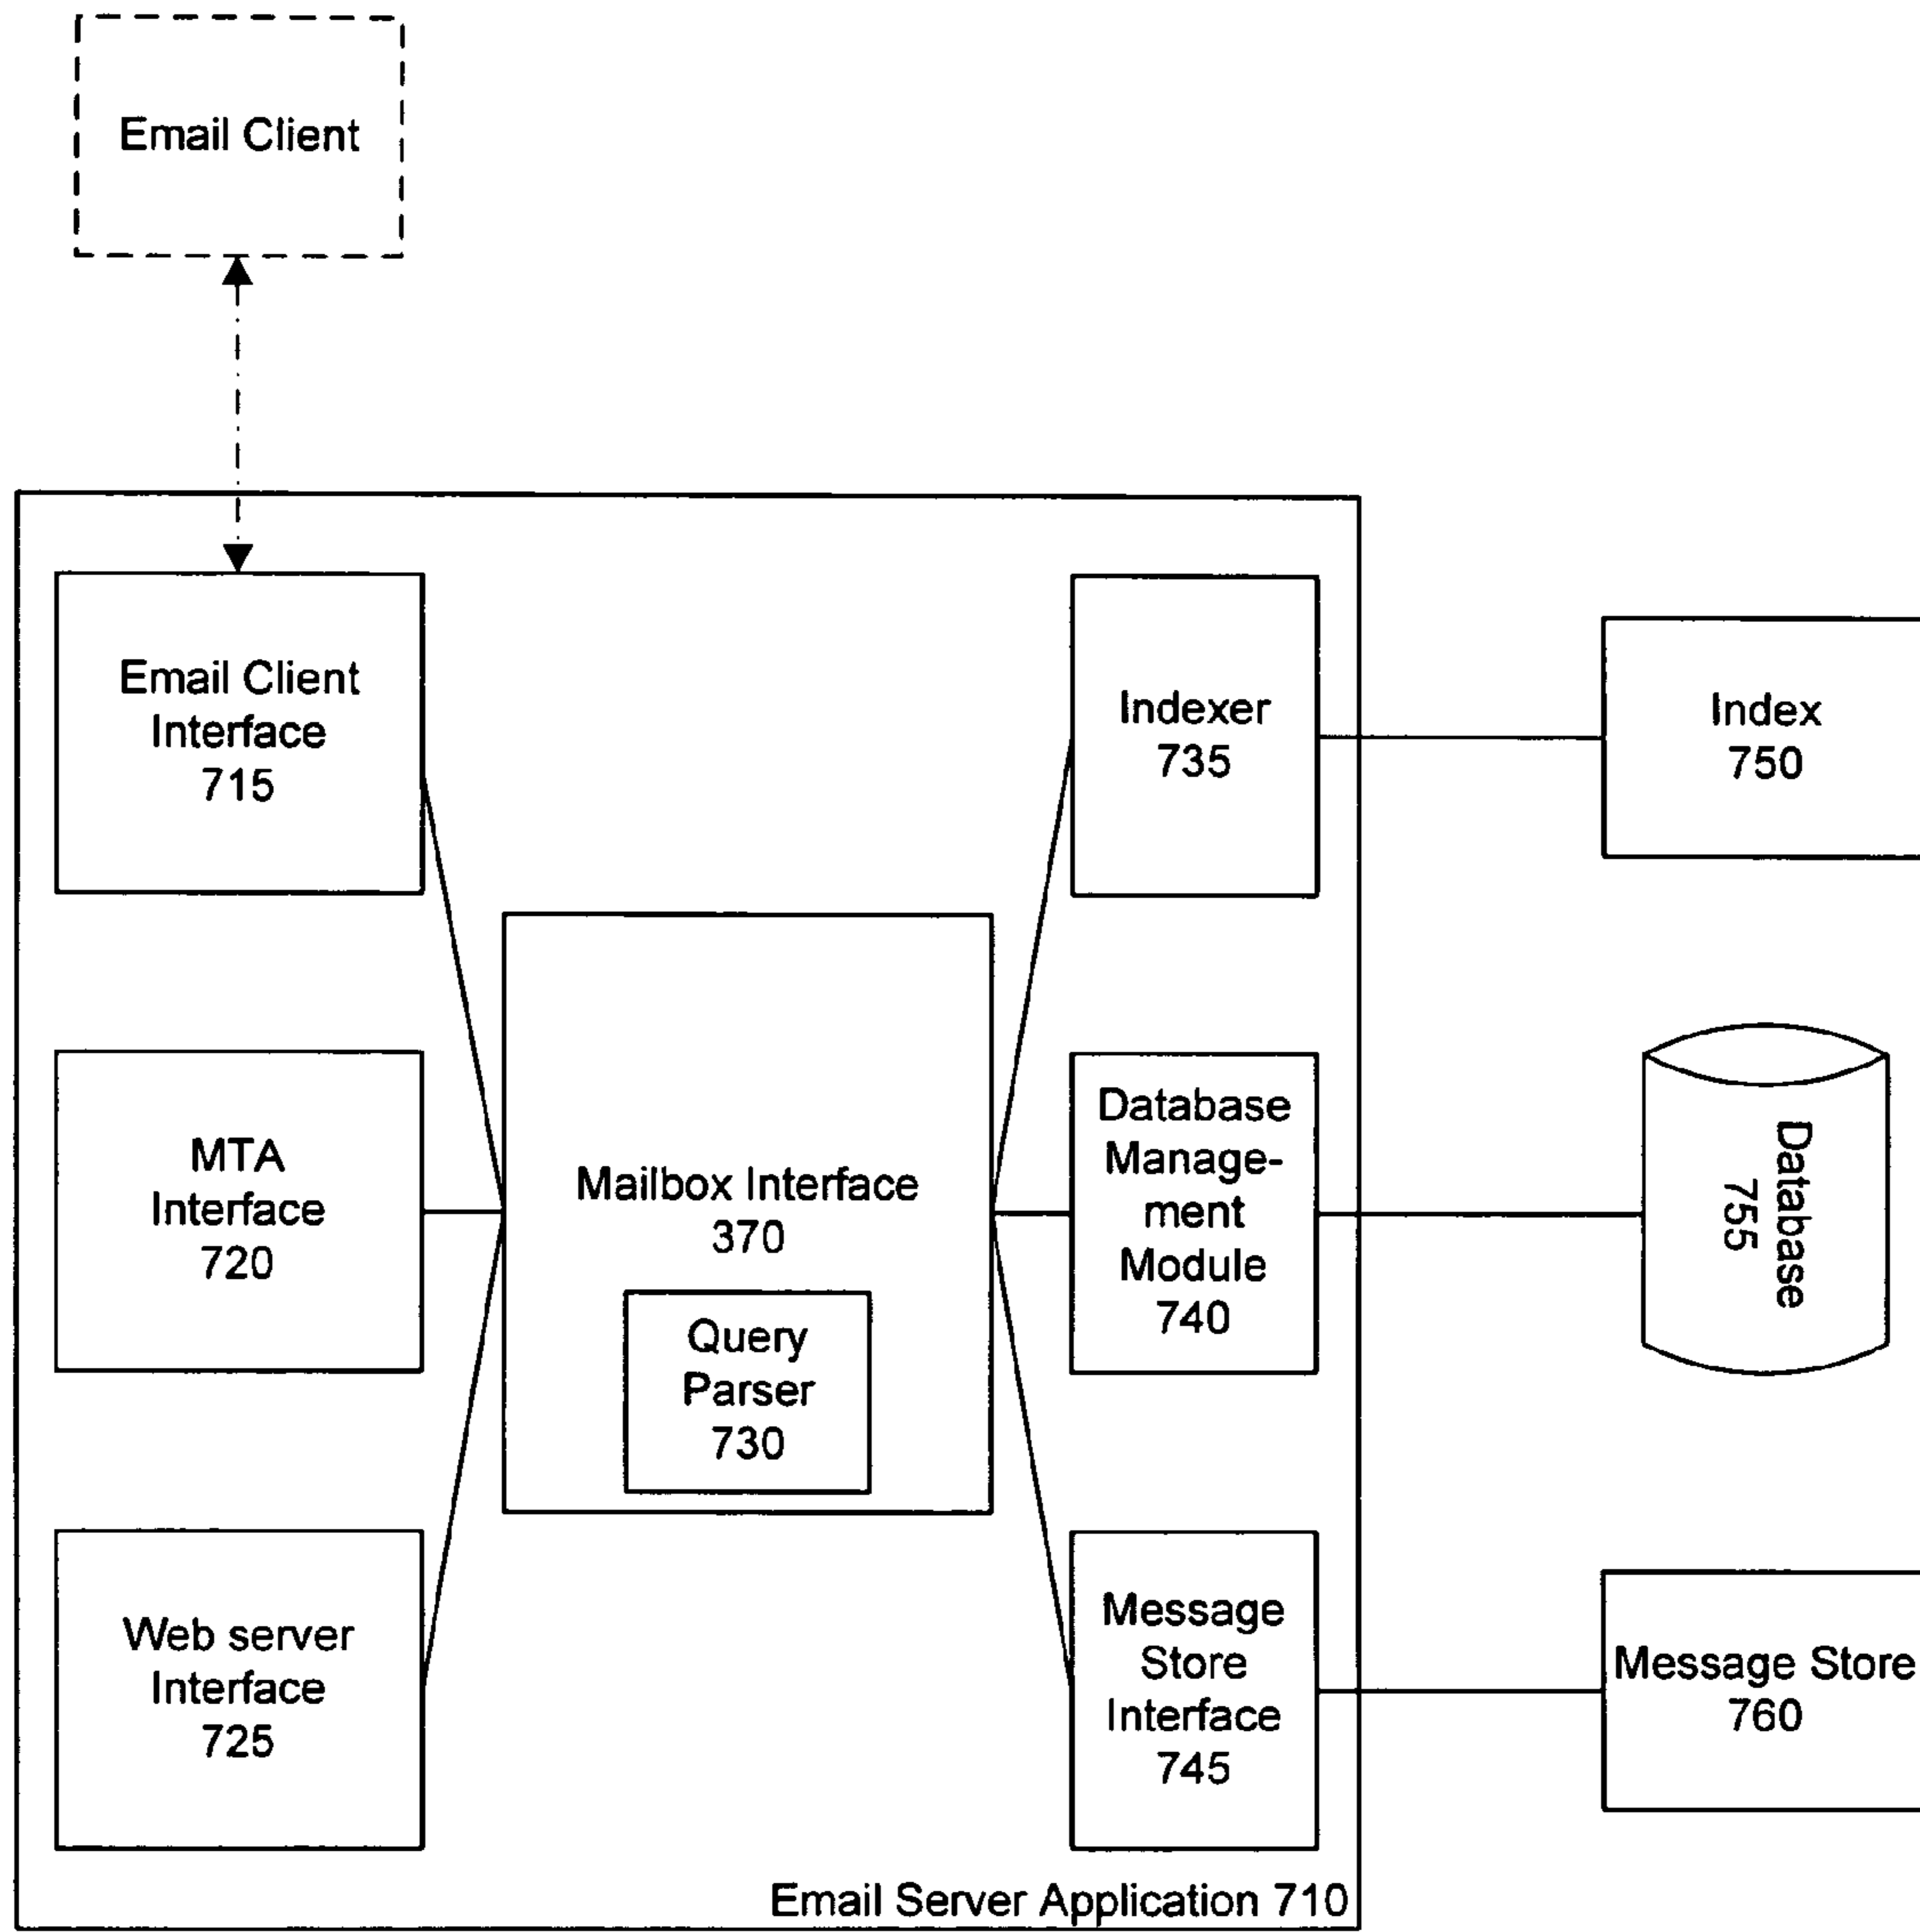 Email Client
Email Client
Interface
715
MTA
Interface
720
Web server
Interface
725
Mailbox Interface
370
Query
Parser
730
Indexer
735
Database
Manage-
ment
Module
740
Message
Store
Interface
745
Index
750
Database
755
Message Store
760
Email Server Application 710